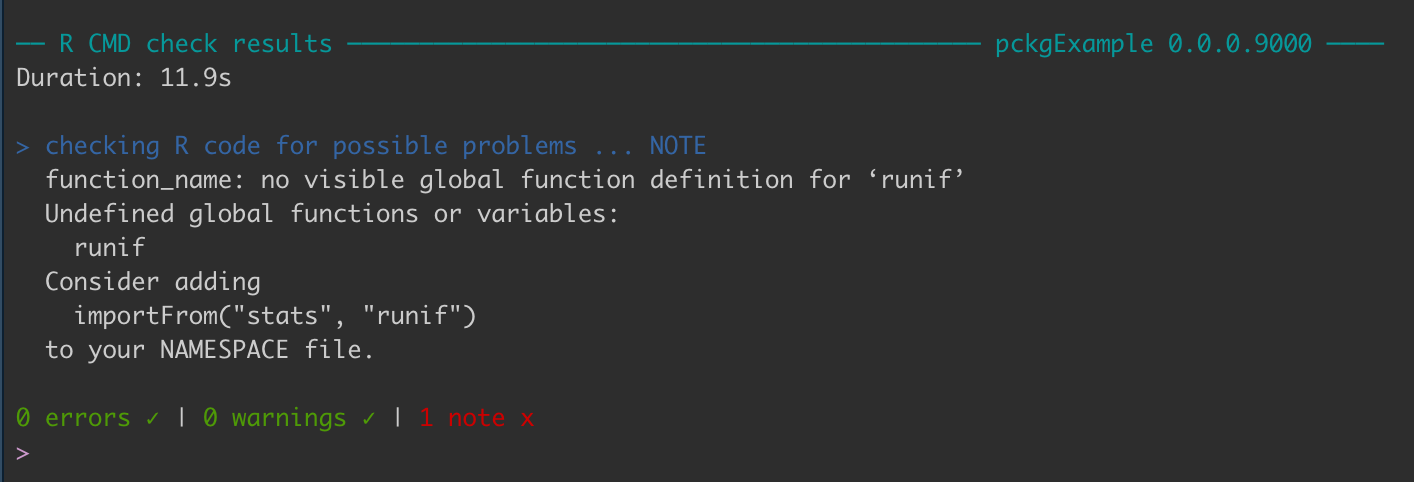 ── R CMD check results ──────────────────────────────────────────── pckgExample 0.0.0.9000 ────
Duration: 11.9s
> checking R code for possible problems ... NOTE
function_name: no visible global function definition for ‘runif’
Undefined global functions or variables:
runif
Consider adding
importFrom("stats", "runif")
to your NAMESPACE file.
0 errors ✓ | 0 warnings ✓ | 1 note x
>